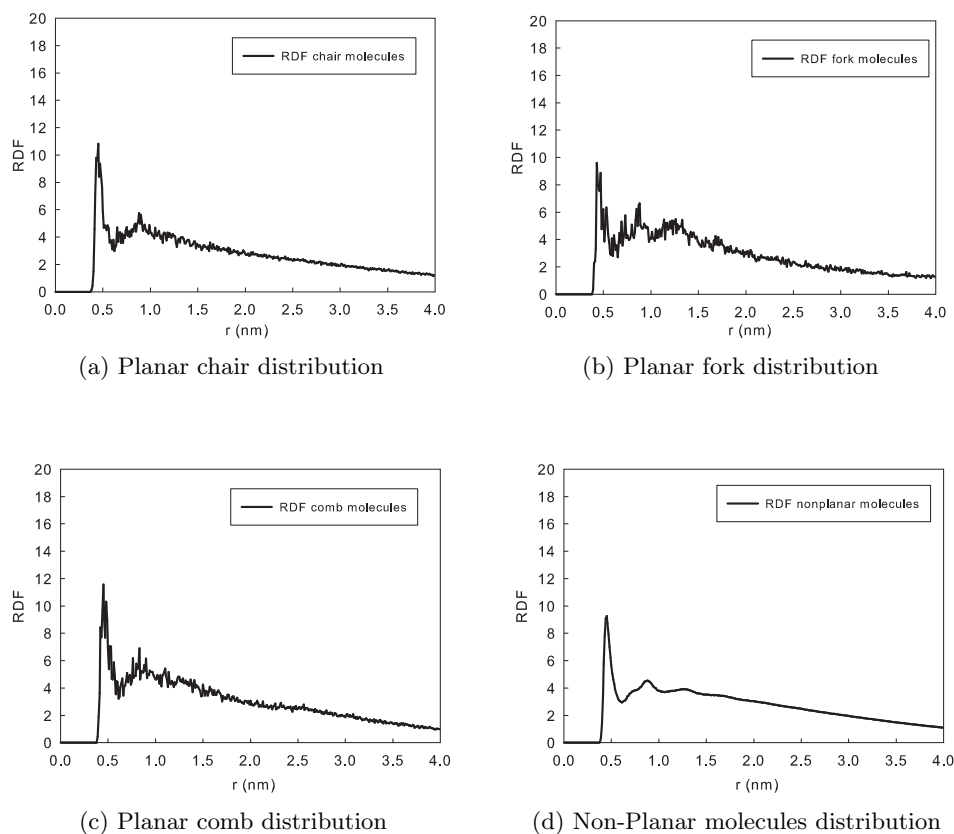 20
18
16
14
12
10
8
6
4
2
0
RDF
RDF chair molecules
0.0 0.5 1.0 1.5 2.0 2.5 3.0 3.5 4.0
r (nm)
(a) Planar chair distribution
20
18
16
14
12
10
8
6
4
2
0
RDF
RDF fork molecules
0.0 0.5 1.0 1.5 2.0 2.5 3.0 3.5 4.0
r (nm)
(b) Planar fork distribution
20
18
16
14
12
10
8
6
4
2
0
RDF
RDF comb molecules
0.0 0.5 1.0 1.5 2.0 2.5 3.0 3.5 4.0
r (nm)
(c) Planar comb distribution
20
18
16
14
12
10
8
6
4
2
0
RDF
RDF nonplanar molecules
0.0 0.5 1.0 1.5 2.0 2.5 3.0 3.5 4.0
r (nm)
(d) Non-Planar molecules distribution